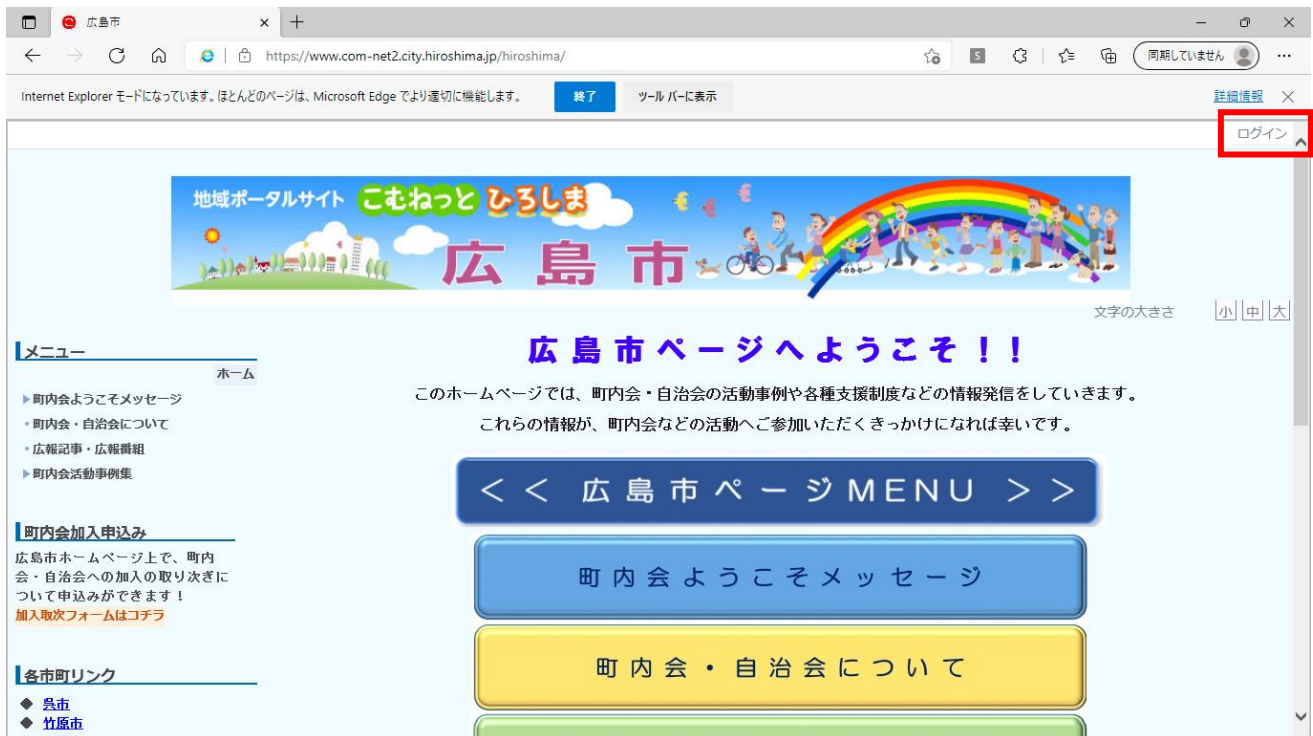 広島市
https://www.com-net2.city.hiroshima.jp/hiroshima/
同期していません
Internet Explorer モードになっています。ほとんどのページは、Microsoft Edge でより適切に機能します。
終了
ツール バーに表示
詳細情報
ログイン
地域ポータルサイト こむねっと ひろしま
広島市
文字の大きさ 小 中 大
メニュー
ホーム
町内会ようこそメッセージ
・町内会・自治会について
・広報記事・広報番組
町内会活動事例集
町内会加入申込み
広島市ホームページ上で、町内
会・自治会への加入の取り次ぎに
ついて申込みができます!
加入取次フォームはコチラ
各市町リンク
◆ 呉市
◆ 竹原市
広島市ページへようこそ!!
このホームページでは、町内会・自治会の活動事例や各種支援制度などの情報発信をしていきます。
これらの情報が、町内会などの活動へご参加いただくきっかけになれば幸いです。
<< 広島市ページMENU >>
町内会ようこそメッセージ
町内会・自治会について